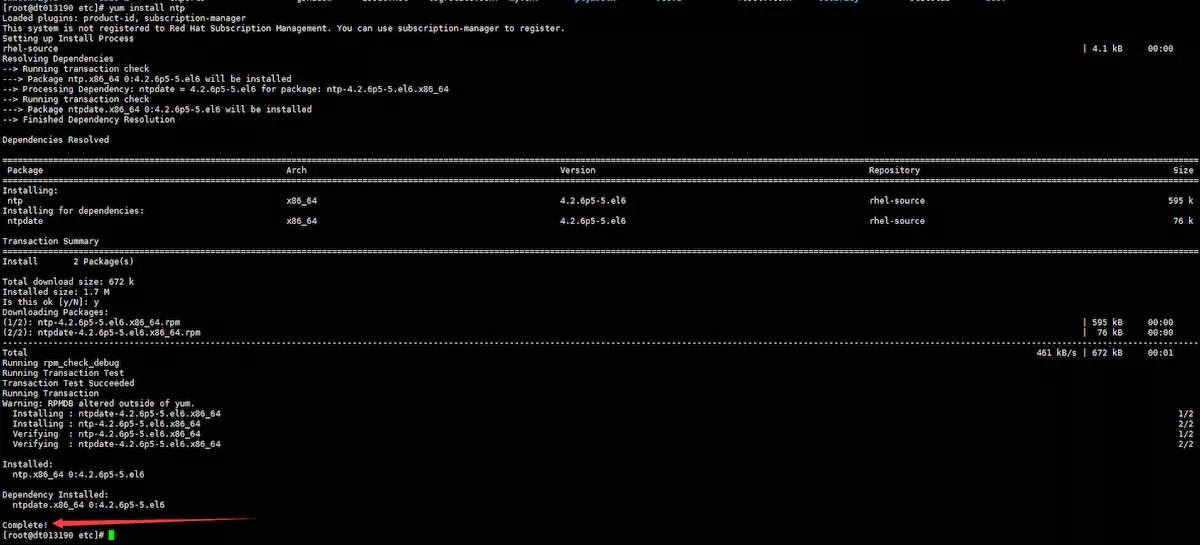 [root@dt013190 etc]# yum install ntp
Loaded plugins: product-id, subscription-manager
This system is not registered to Red Hat Subscription Management. You can use subscription-manager to register.
Setting up Install Process
rhel-source | 4.1 kB 00:00
Resolving Dependencies
--> Running transaction check
---> Package ntp.x86_64 0:4.2.6p5-5.el6 will be installed
--> Processing Dependency: ntpdate = 4.2.6p5-5.el6 for package: ntp-4.2.6p5-5.el6.x86_64
--> Running transaction check
---> Package ntpdate.x86_64 0:4.2.6p5-5.el6 will be installed
--> Finished Dependency Resolution
Dependencies Resolved
Package Arch Version Repository Size
Installing:
ntp x86_64 4.2.6p5-5.el6 rhel-source 595 k
Installing for dependencies:
ntpdate x86_64 4.2.6p5-5.el6 rhel-source 76 k
Transaction Summary
Install 2 Package(s)
Total download size: 672 k
Installed size: 1.7 M
Is this ok [y/N]: y
Downloading Packages:
(1/2): ntp-4.2.6p5-5.el6.x86_64.rpm | 595 kB 00:00
(2/2): ntpdate-4.2.6p5-5.el6.x86_64.rpm | 76 kB 00:00
Total 461 kB/s | 672 kB 00:01
Running rpm_check_debug
Running Transaction Test
Transaction Test Succeeded
Running Transaction
Warning: RPMDB altered outside of yum.
Installing : ntpdate-4.2.6p5-5.el6.x86_64 1/2
Installing : ntp-4.2.6p5-5.el6.x86_64 2/2
Verifying : ntp-4.2.6p5-5.el6.x86_64 1/2
Verifying : ntpdate-4.2.6p5-5.el6.x86_64 2/2
Installed:
ntp.x86_64 0:4.2.6p5-5.el6
Dependency Installed:
ntpdate.x86_64 0:4.2.6p5-5.el6
Complete!
[root@dt013190 etc]#